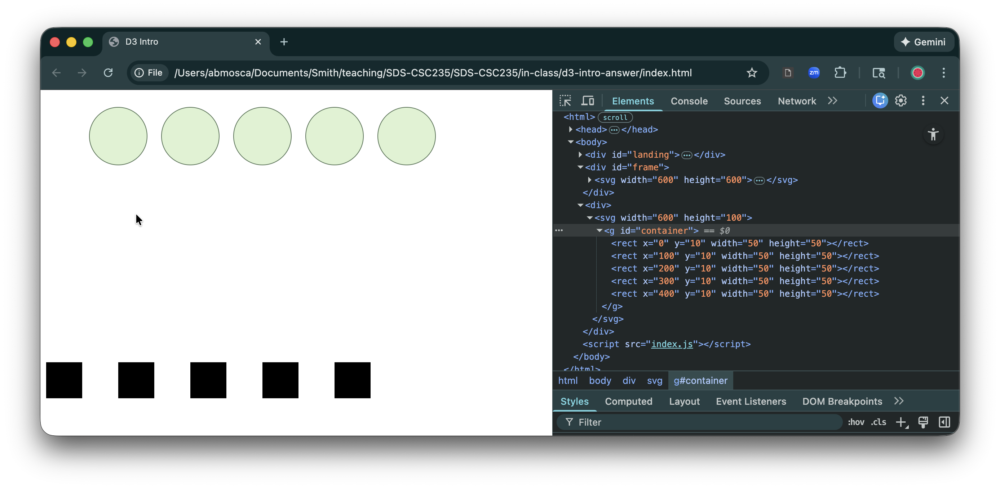 D3 Intro
Gemini
File /Users/abmosca/Documents/Smith/teaching/SDS-CSC235/SDS-CSC235/in-class/d3-intro-answer/index.html
zm
Elements Console Sources Network
<html> scroll
<head> ••• </head>
<body>
<div id="landing"> ••• </div>
<div id="frame">
<svg width="600" height="600"> ••• </svg>
</div>
<div>
<svg width="600" height="100">
••• <g id="container"> == $0
<rect x="0" y="10" width="50" height="50"></rect>
<rect x="100" y="10" width="50" height="50"></rect>
<rect x="200" y="10" width="50" height="50"></rect>
<rect x="300" y="10" width="50" height="50"></rect>
<rect x="400" y="10" width="50" height="50"></rect>
</g>
</svg>
</div>
<script src="index.js"></script>
</body>
</html>
html body div svg g#container
Styles Computed Layout Event Listeners DOM Breakpoints
Filter :hov .cls